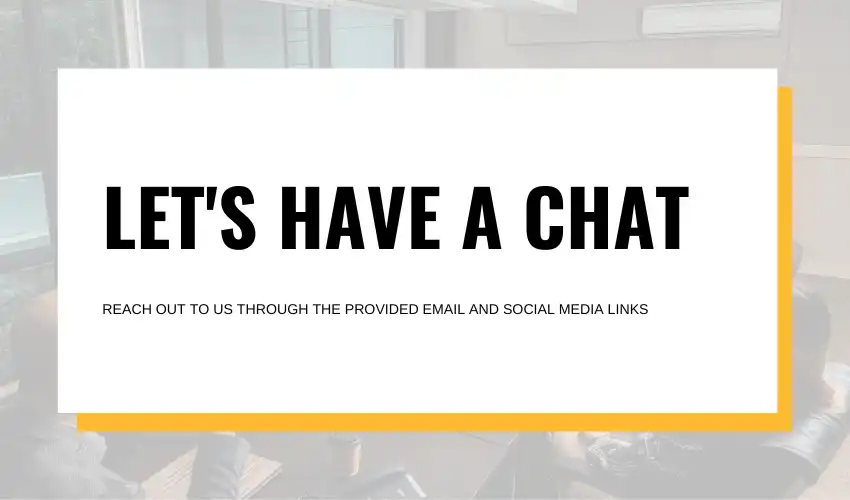 LET'S HAVE A CHAT
REACH OUT TO US THROUGH THE PROVIDED EMAIL AND SOCIAL MEDIA LINKS